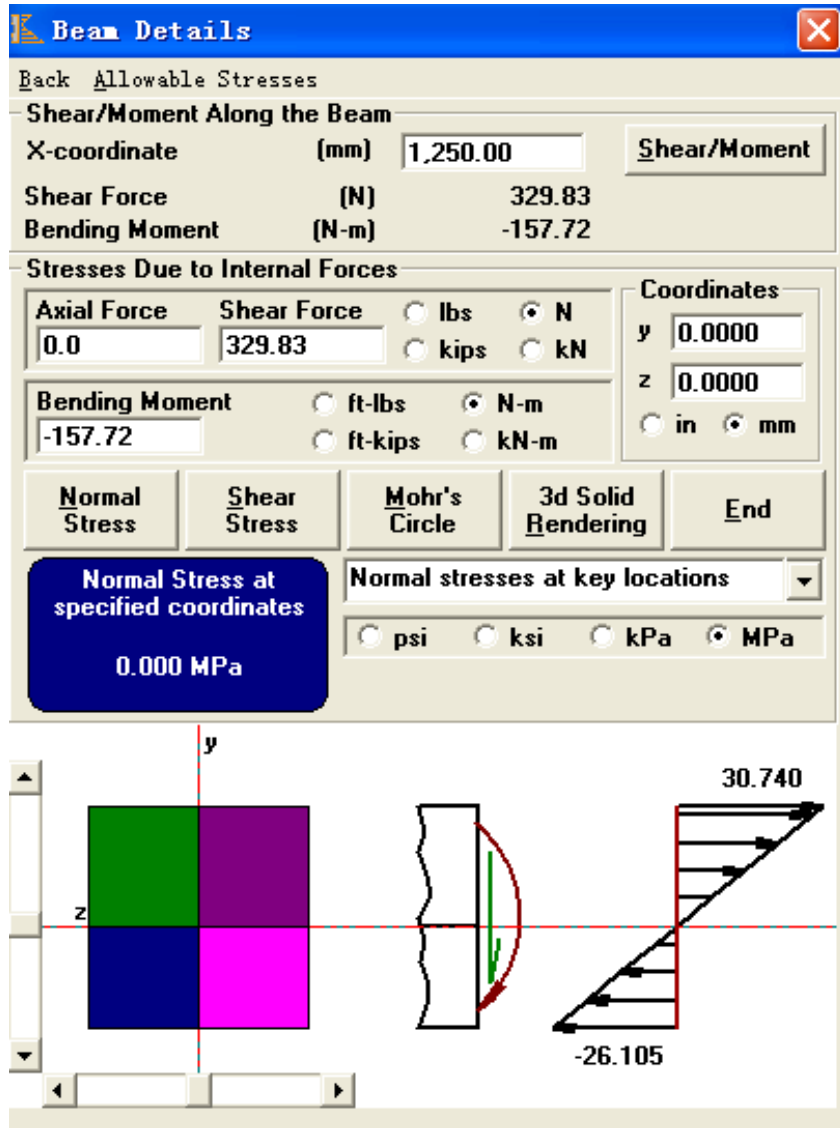 Beam Details
Back Allowable Stresses
Shear/Moment Along the Beam
X-coordinate (mm) 1,250.00 Shear/Moment
Shear Force (N) 329.83
Bending Moment (N-m) -157.72
Stresses Due to Internal Forces
Coordinates
Axial Force Shear Force lbs N
0.0 329.83 kips kN
y 0.0000
z 0.0000
in mm
Bending Moment ft-lbs N-m
-157.72 ft-kips kN-m
Normal Stress
Shear Stress
Mohr's Circle
3d Solid Rendering
End
Normal Stress at
specified coordinates
0.000 MPa
Normal stresses at key locations
psi ksi kPa MPa
y
30.740
z
-26.105